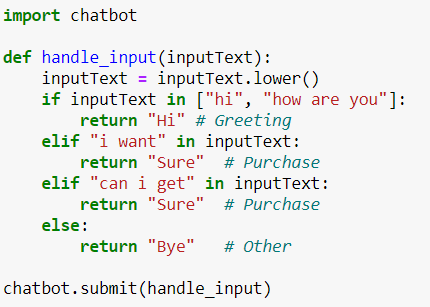 import chatbot

def handle_input(inputText):
    inputText = inputText.lower()
    if inputText in ["hi", "how are you"]:
        return "Hi" # Greeting
    elif "i want" in inputText:
        return "Sure"  # Purchase
    elif "can i get" in inputText:
        return "Sure"  # Purchase
    else:
        return "Bye"   # Other

chatbot.submit(handle_input)